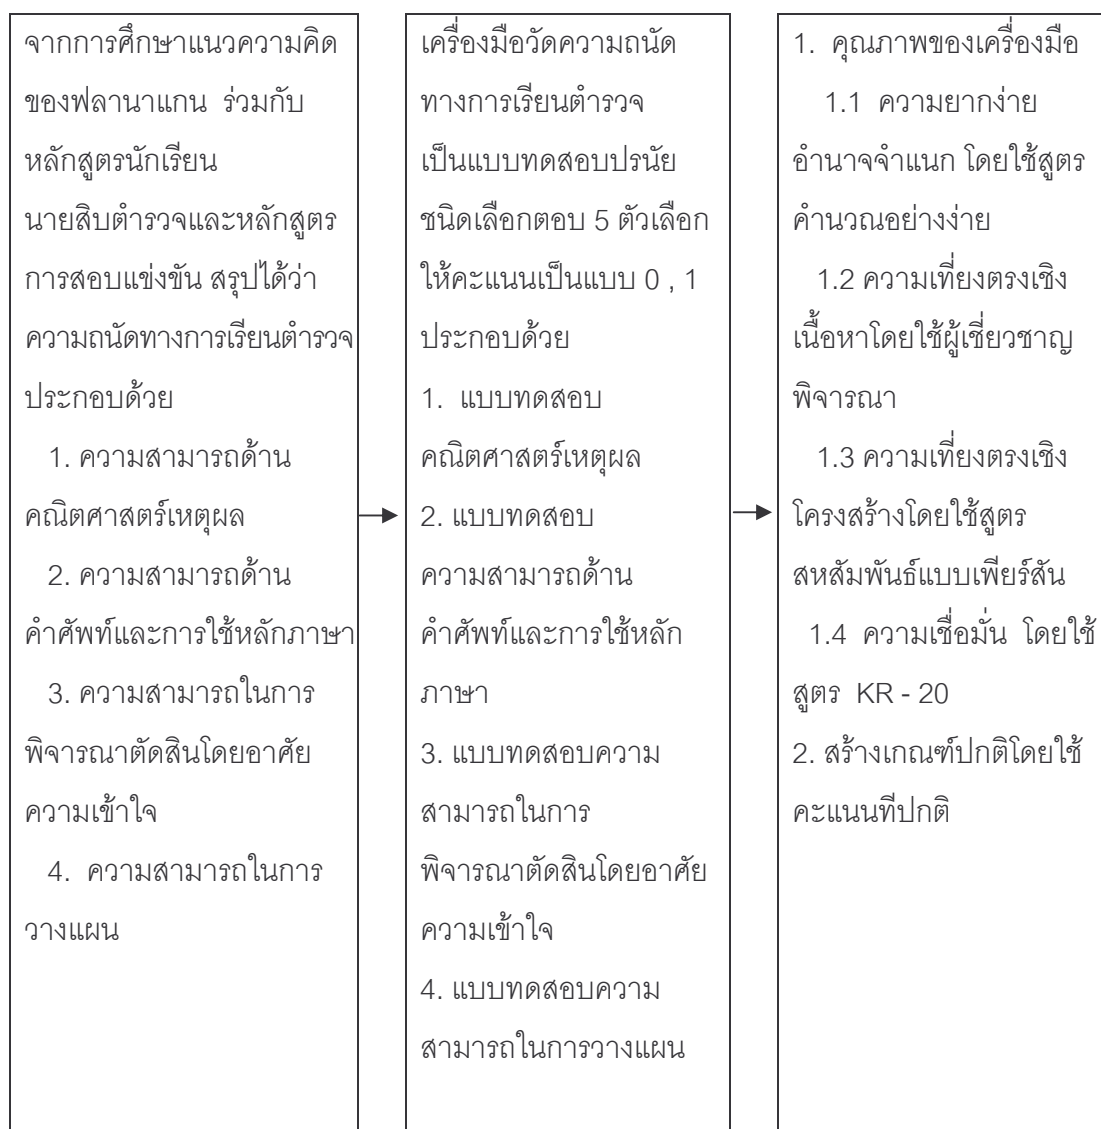 จากการศึกษาแนวความคิด
ของฟลานาแกน ร่วมกับ
หลักสูตรนักเรียน
นายสิบตำรวจและหลักสูตร
การสอบแข่งขัน สรุปได้ว่า
ความถนัดทางการเรียนตำรวจ
ประกอบด้วย
1. ความสามารถด้าน
คณิตศาสตร์เหตุผล
2. ความสามารถด้าน
คำศัพท์และการใช้หลักภาษา
3. ความสามารถในการ
พิจารณาตัดสินโดยอาศัย
ความเข้าใจ
4. ความสามารถในการ
วางแผน
เครื่องมือวัดความถนัด
ทางการเรียนตำรวจ
เป็นแบบทดสอบปรนัย
ชนิดเลือกตอบ 5 ตัวเลือก
ให้คะแนนเป็นแบบ 0 , 1
ประกอบด้วย
1. แบบทดสอบ
คณิตศาสตร์เหตุผล
2. แบบทดสอบ
ความสามารถด้าน
คำศัพท์และการใช้หลัก
ภาษา
3. แบบทดสอบความ
สามารถในการ
พิจารณาตัดสินโดยอาศัย
ความเข้าใจ
4. แบบทดสอบความ
สามารถในการวางแผน
1. คุณภาพของเครื่องมือ
1.1 ความยากง่าย
อำนาจจำแนก โดยใช้สูตร
คำนวณอย่างง่าย
1.2 ความเที่ยงตรงเชิง
เนื้อหาโดยใช้ผู้เชี่ยวชาญ
พิจารณา
1.3 ความเที่ยงตรงเชิง
โครงสร้างโดยใช้สูตร
สหสัมพันธ์แบบเพียร์สัน
1.4 ความเชื่อมั่น โดยใช้
สูตร KR - 20
2. สร้างเกณฑ์ปกติโดยใช้
คะแนนทีปกติ